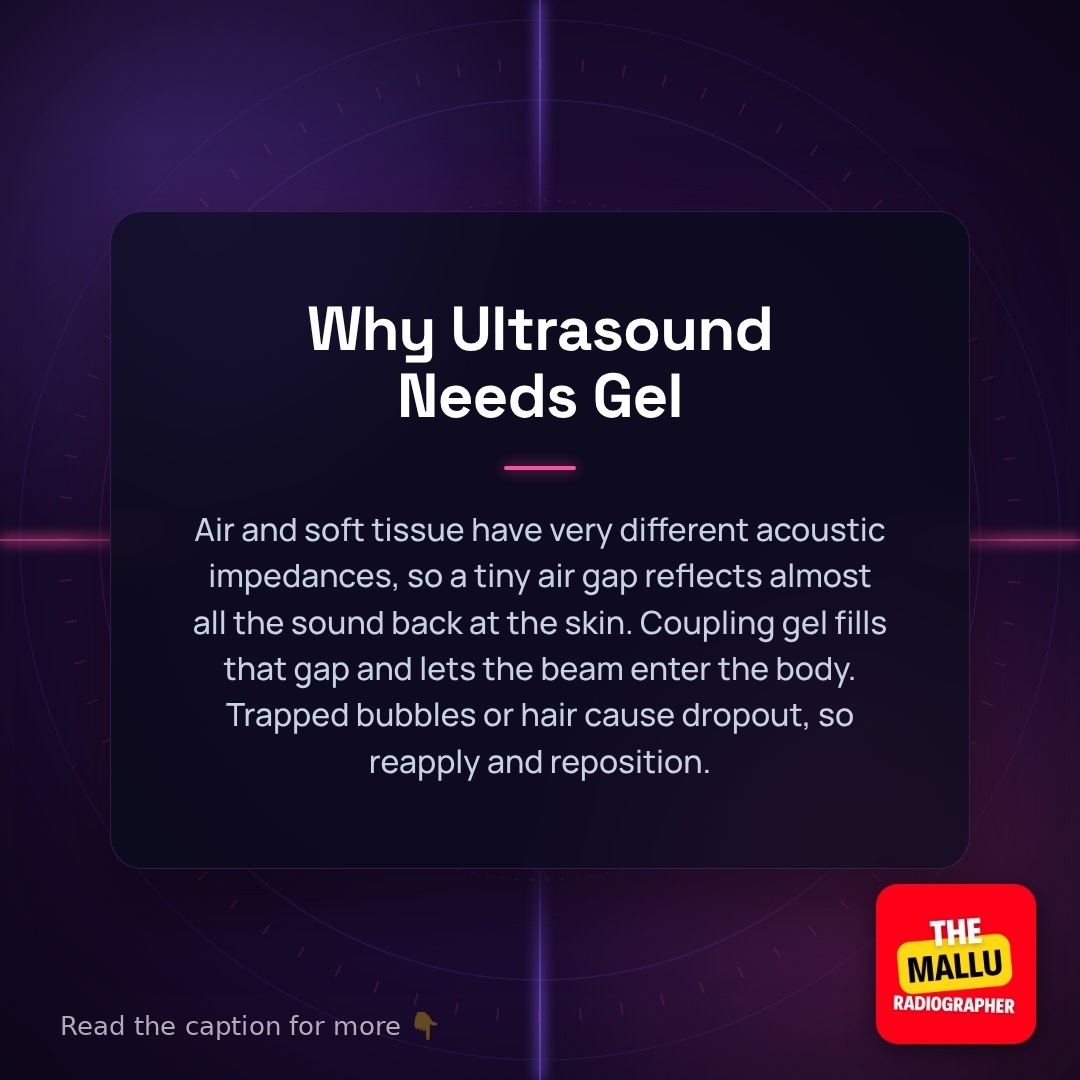 Why Ultrasound
Needs Gel
Air and soft tissue have very different acoustic
impedances, so a tiny air gap reflects almost
all the sound back at the skin. Coupling gel fills
that gap and lets the beam enter the body.
Trapped bubbles or hair cause dropout, so
reapply and reposition.
Read the caption for more 👇
THE
MALLU
RADIOGRAPHER